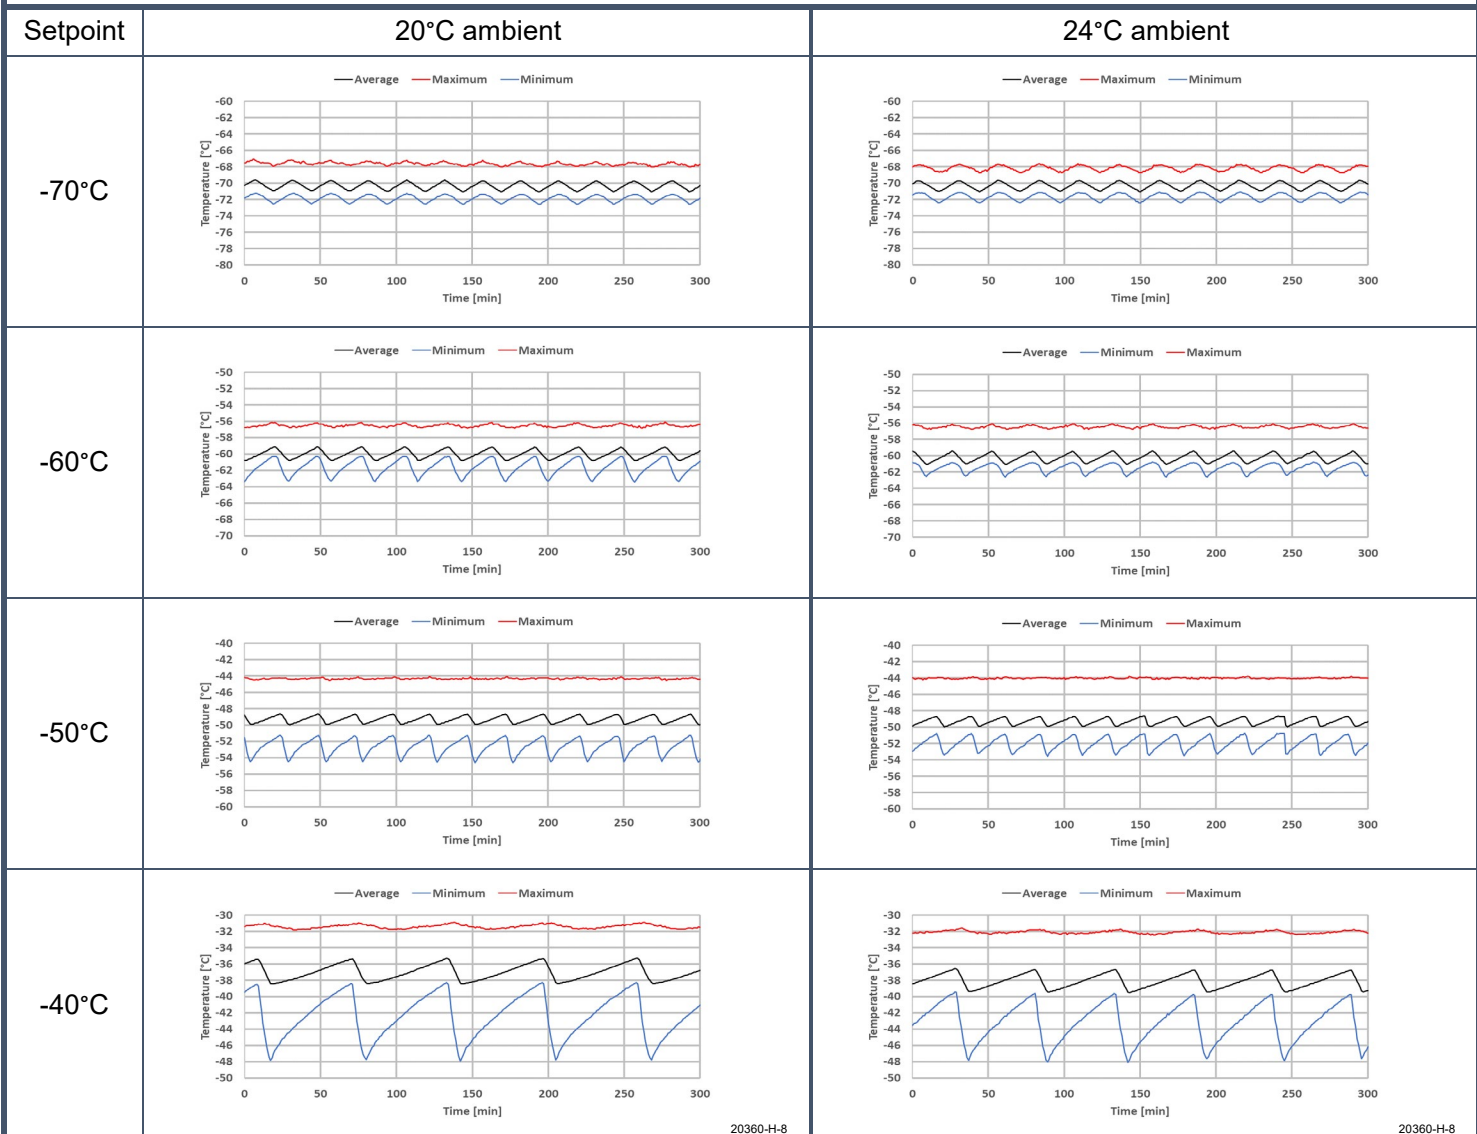 Setpoint 20°C ambient 24°C ambient
-70°C
Average Maximum Minimum
Temperature [°C]
-60
-62
-64
-66
-68
-70
-72
-74
-76
-78
-80
0 50 100 150 200 250 300
Time [min]
Average Maximum Minimum
Temperature [°C]
-60
-62
-64
-66
-68
-70
-72
-74
-76
-78
-80
0 50 100 150 200 250 300
Time [min]
-60°C
Average Minimum Maximum
Temperature [°C]
-50
-52
-54
-56
-58
-60
-62
-64
-66
-68
-70
0 50 100 150 200 250 300
Time [min]
Average Minimum Maximum
Temperature [°C]
-50
-52
-54
-56
-58
-60
-62
-64
-66
-68
-70
0 50 100 150 200 250 300
Time [min]
-50°C
Average Minimum Maximum
Temperature [°C]
-40
-42
-44
-46
-48
-50
-52
-54
-56
-58
-60
0 50 100 150 200 250 300
Time [min]
Average Minimum Maximum
Temperature [°C]
-40
-42
-44
-46
-48
-50
-52
-54
-56
-58
-60
0 50 100 150 200 250 300
Time [min]
-40°C
Average Minimum Maximum
Temperature [°C]
-30
-32
-34
-36
-38
-40
-42
-44
-46
-48
-50
0 50 100 150 200 250 300
Time [min]
20360-H-8
Average Minimum Maximum
Temperature [°C]
-30
-32
-34
-36
-38
-40
-42
-44
-46
-48
-50
0 50 100 150 200 250 300
Time [min]
20360-H-8